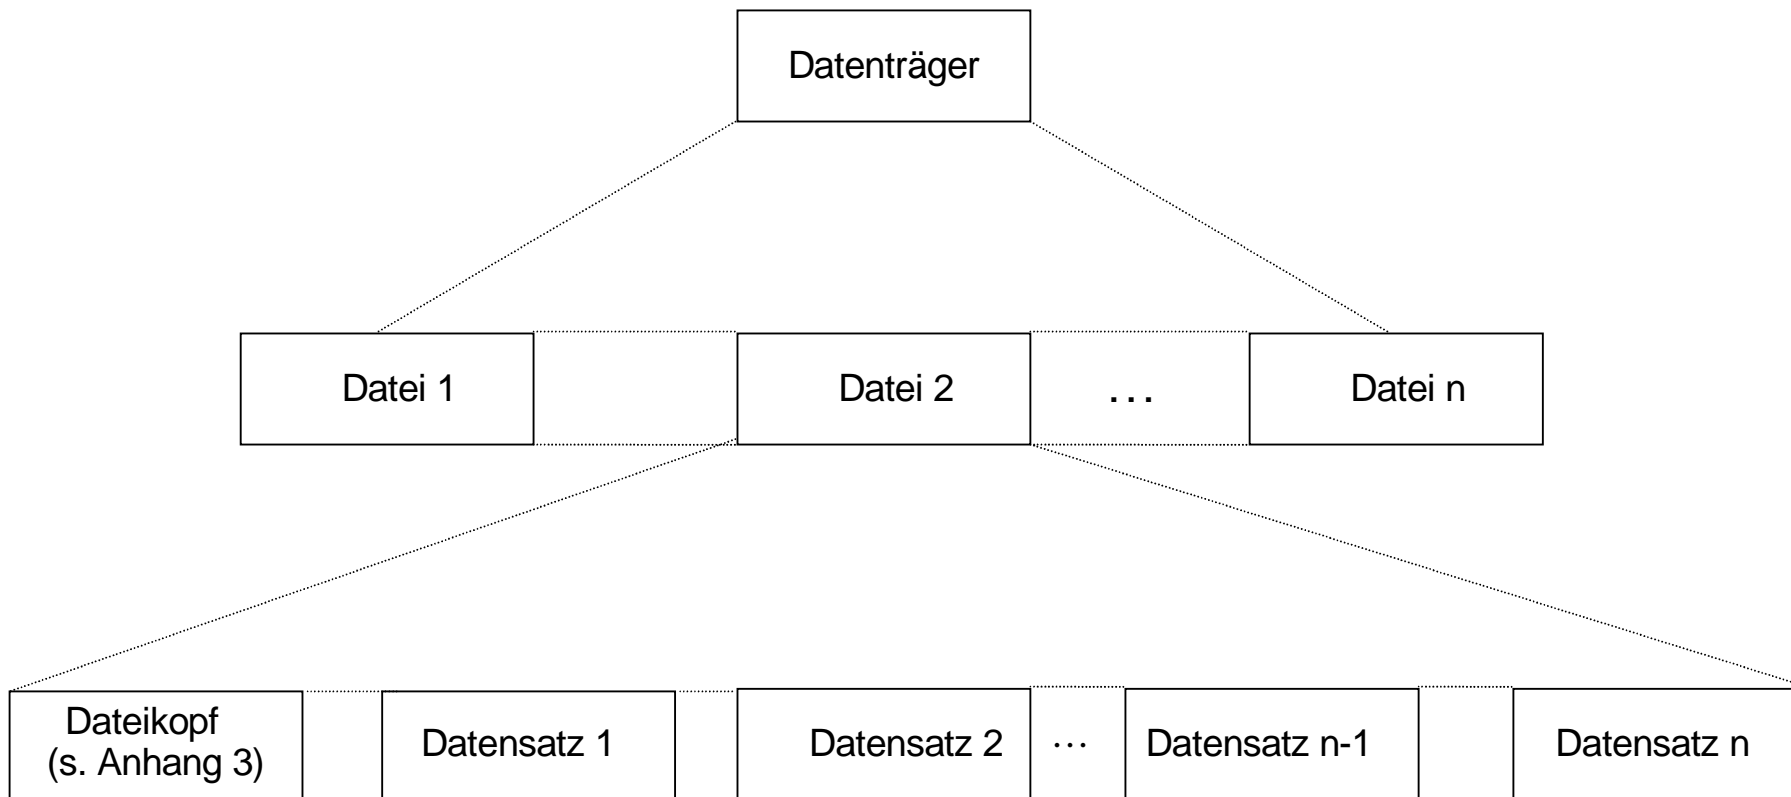 Datenträger
Datei 1
Datei 2
...
Datei n
Dateikopf
(s. Anhang 3)
Datensatz 1
Datensatz 2
...
Datensatz n-1
Datensatz n